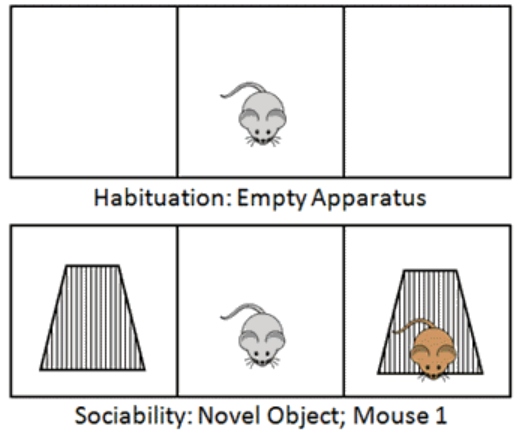 Habituation: Empty Apparatus
Sociability: Novel Object; Mouse 1